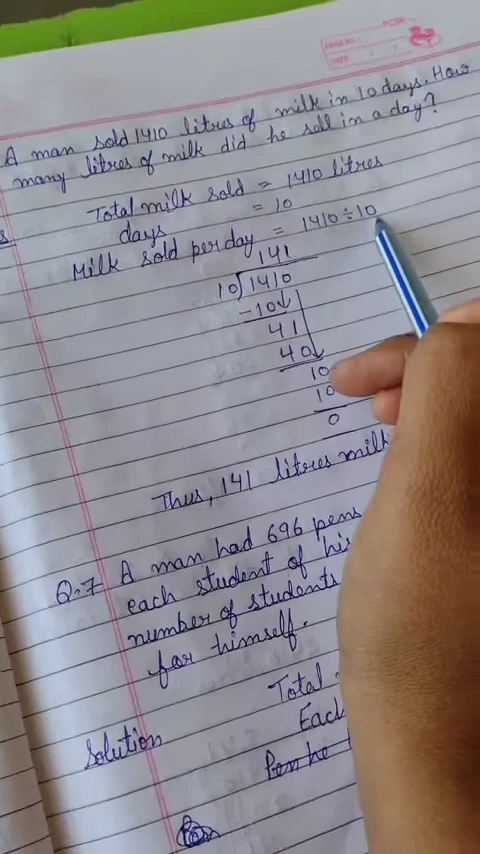 A man sold 1410 litres of milk in 10 days. How
many litres of milk did he sell in a day?
Total milk sold = 1410 litres
days = 10
Milk sold per day = 1410 ÷ 10
141
10)1410
-10
41
40
10
10
0
Thus, 141 litres milk
Q.7 A man had 696 pens
each student of his
number of students
for himself.
Solution Total
Each
Pen he